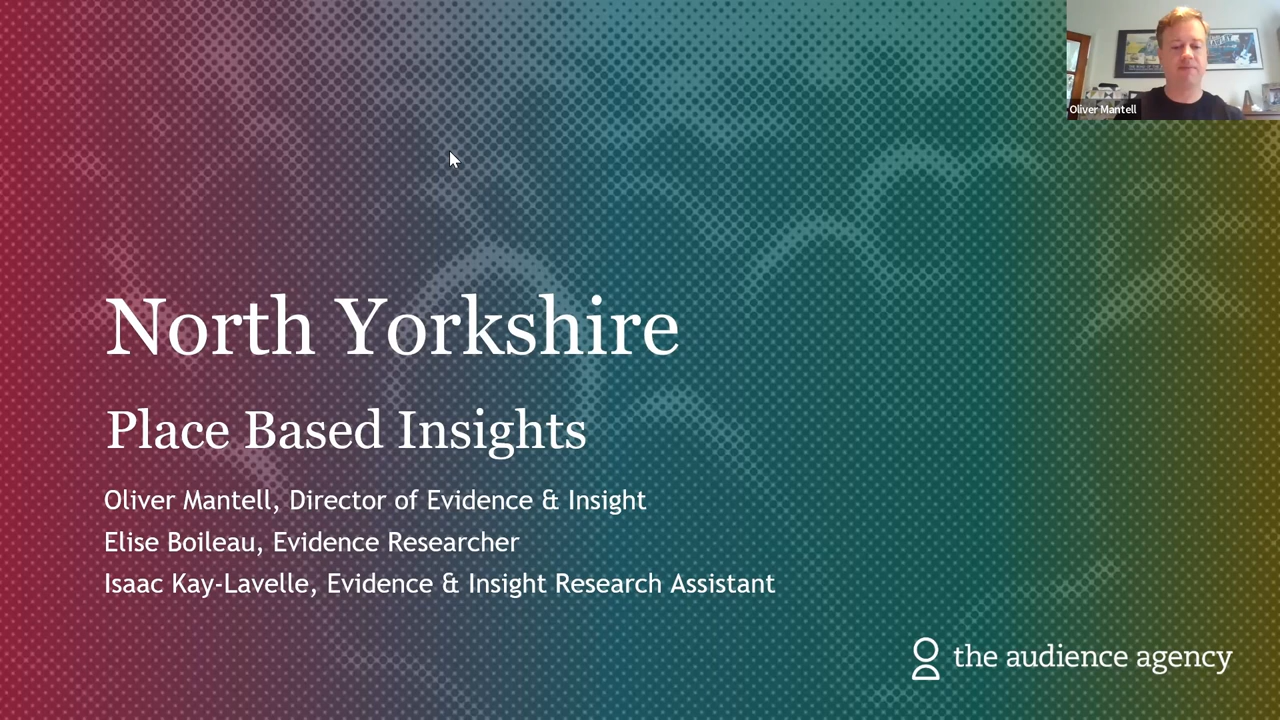 Oliver Mantell
North Yorkshire
Place Based Insights
Oliver Mantell, Director of Evidence & Insight
Elise Boileau, Evidence Researcher
Isaac Kay-Lavelle, Evidence & Insight Research Assistant
the audience agency